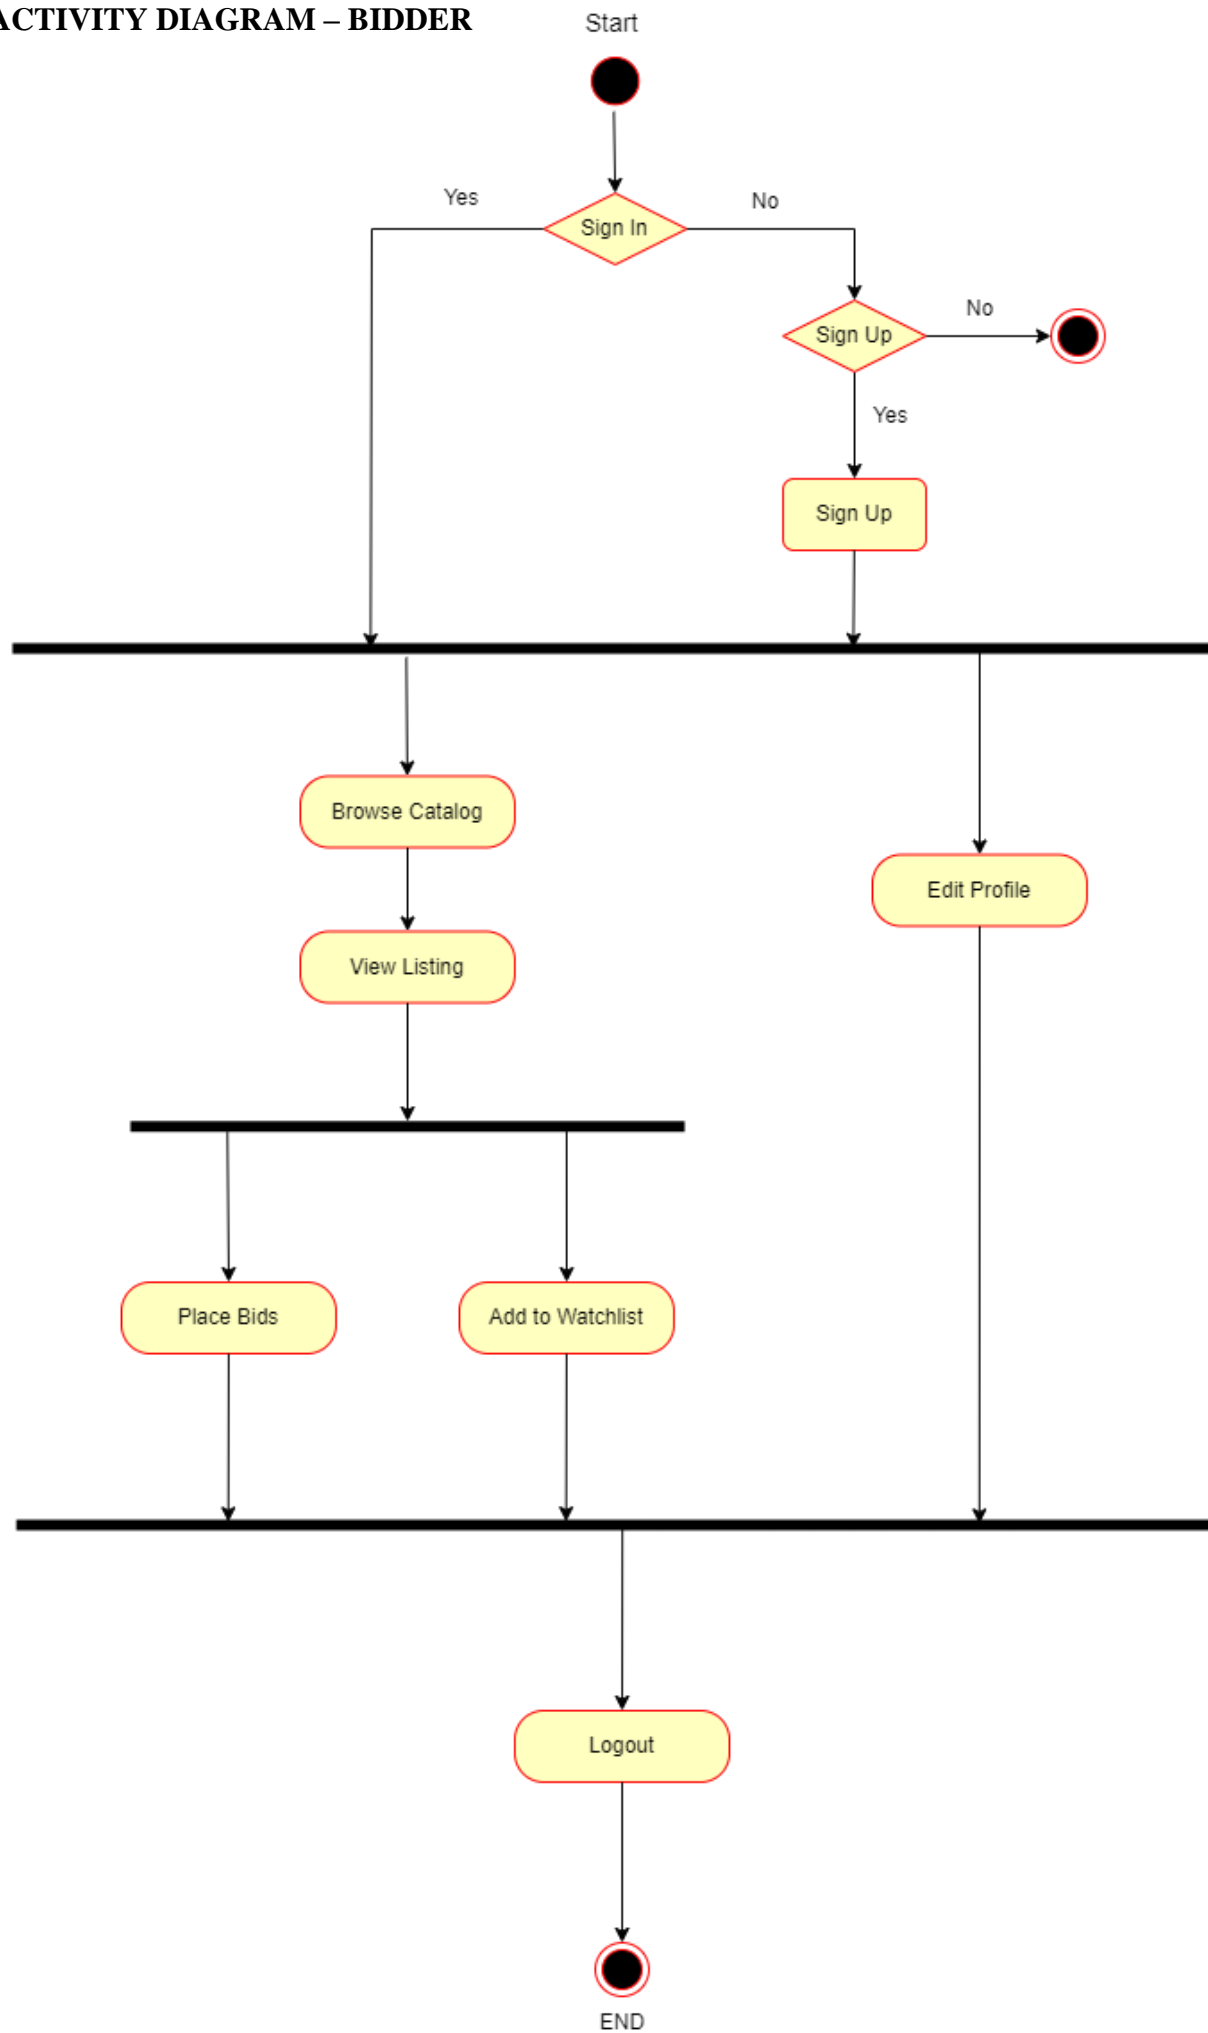 ACTIVITY DIAGRAM – BIDDER
Start
Yes
No
Sign In
No
Sign Up
Yes
Sign Up
Browse Catalog
Edit Profile
View Listing
Place Bids
Add to Watchlist
Logout
END